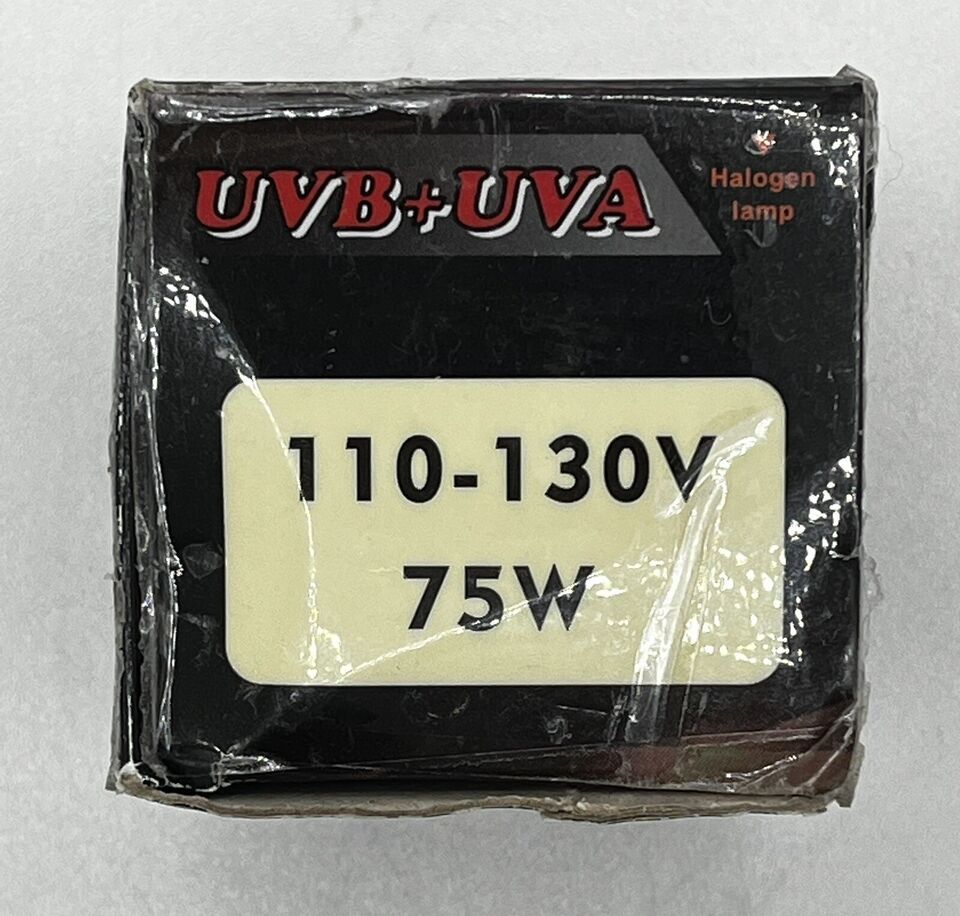 UVB+UVA
Halogen
lamp
110-130V
75W